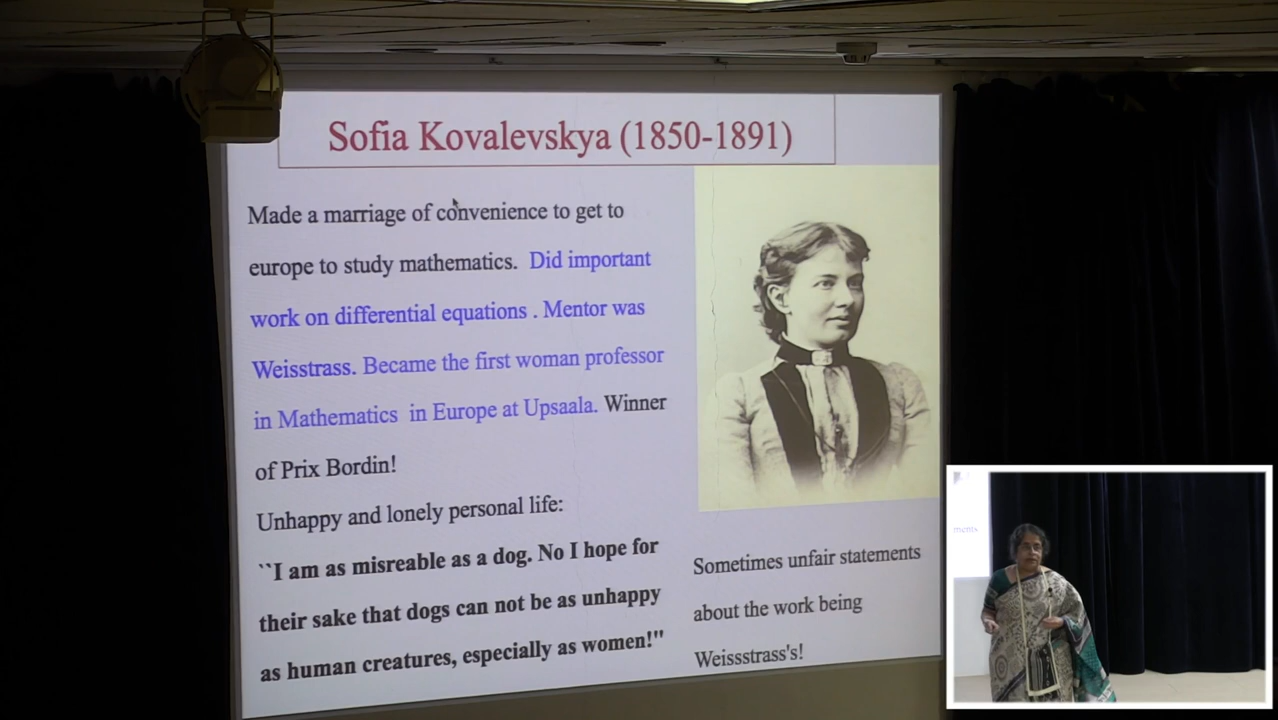 Sofia Kovalevskya (1850-1891)
Made a marriage of convenience to get to
europe to study mathematics. Did important
work on differential equations . Mentor was
Weisstrass. Became the first woman professor
in Mathematics in Europe at Upsaala. Winner
of Prix Bordin!
Unhappy and lonely personal life:
``I am as misreable as a dog. No I hope for
their sake that dogs can not be as unhappy
as human creatures, especially as women!"
Sometimes unfair statements
about the work being
Weissstrass's!